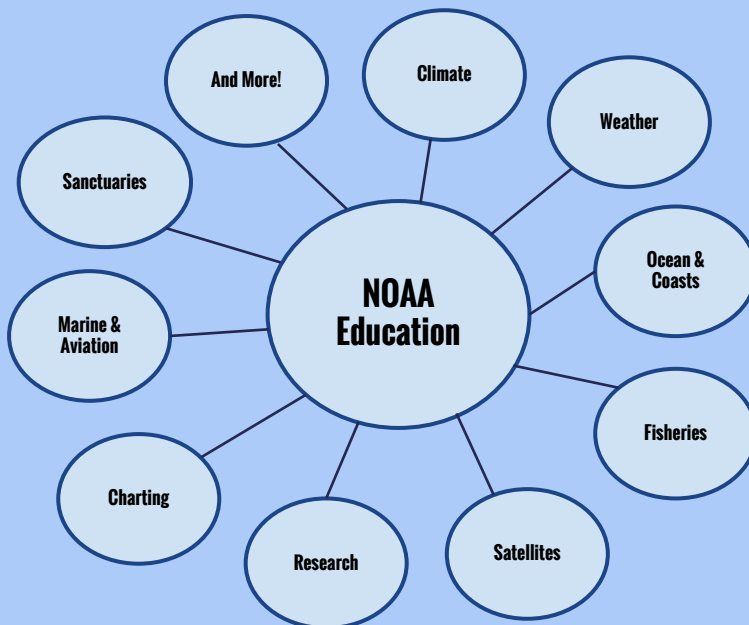 And More!
Climate
Weather
Sanctuaries
Ocean &
Coasts
NOAA
Education
Marine &
Aviation
Fisheries
Charting
Research
Satellites